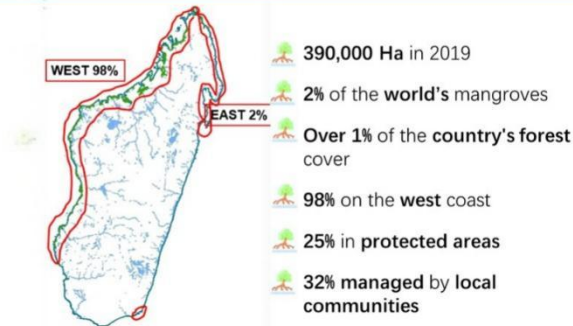 WEST 98%
EAST 2%
390,000 Ha in 2019
2% of the world's mangroves
Over 1% of the country's forest
cover
98% on the west coast
25% in protected areas
32% managed by local
communities